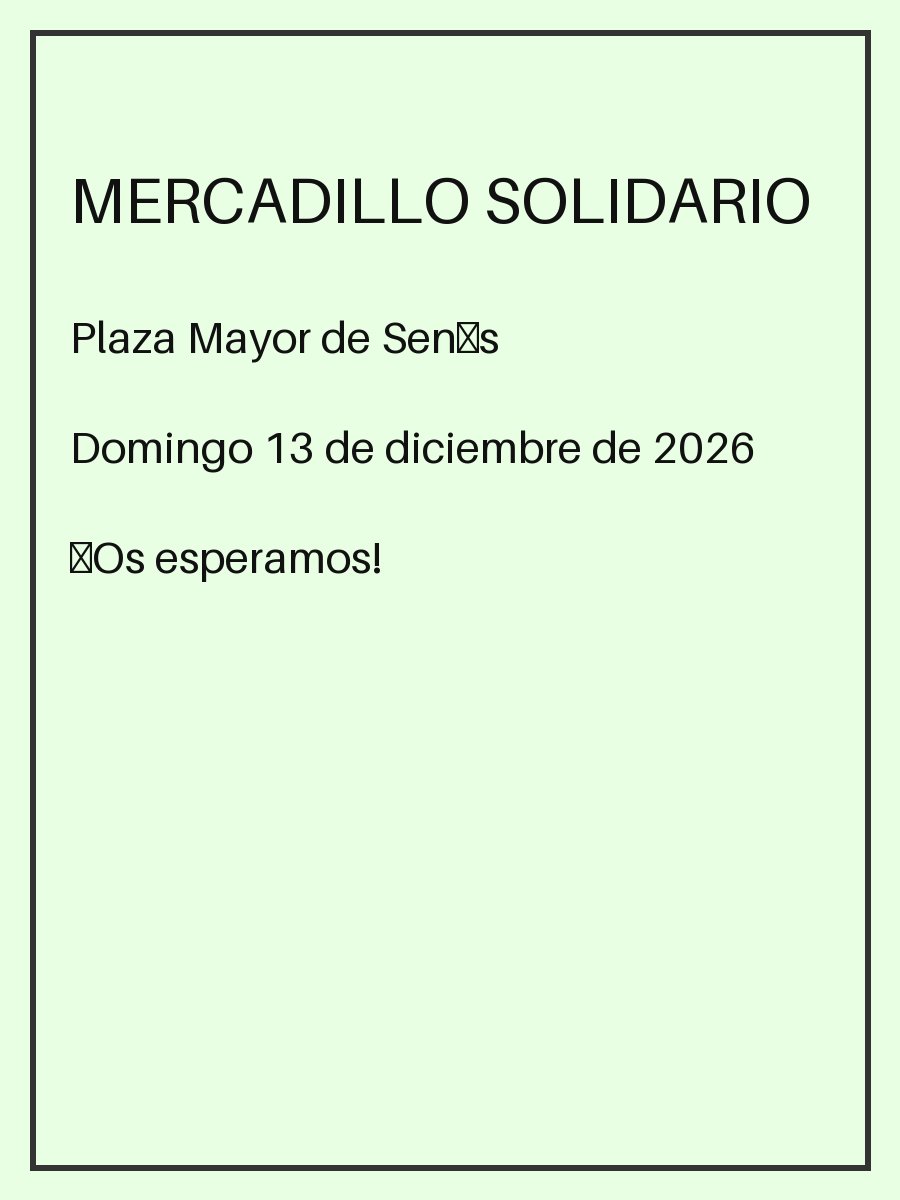 MERCADILLO SOLIDARIO
Plaza Mayor de
Domingo 13 de diciembre de 2026
Os esperamos!